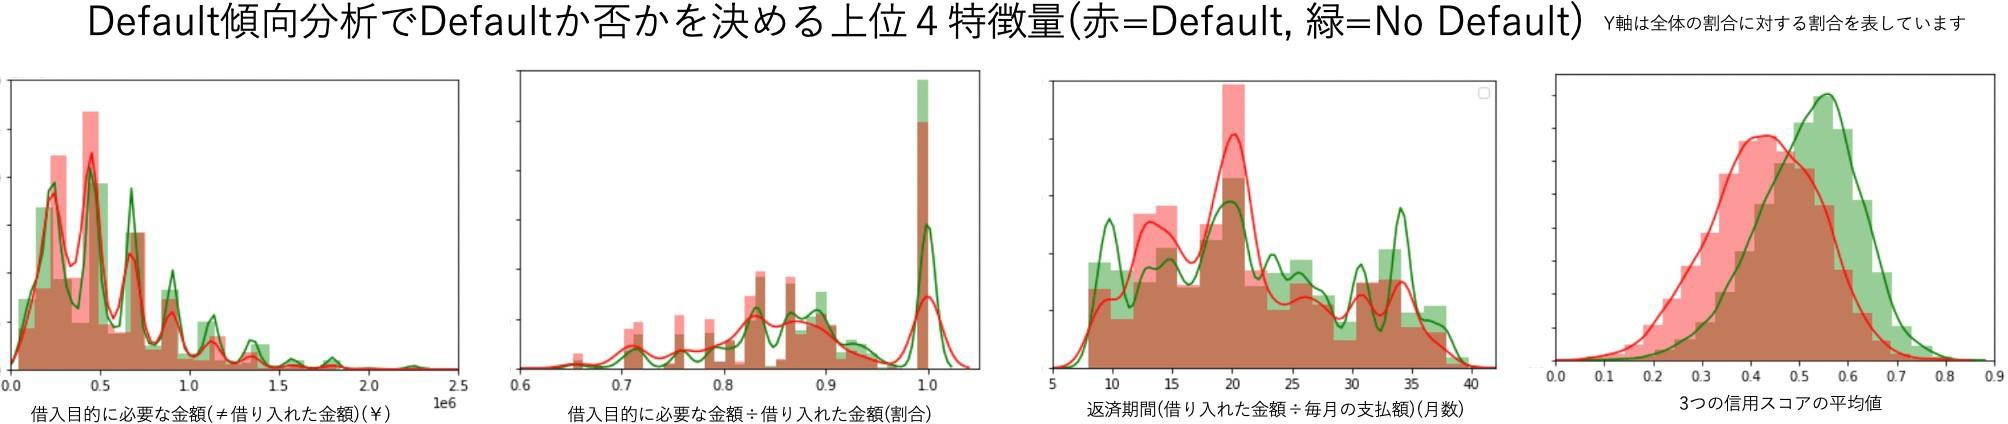 Default傾向分析でDefaultか否かを決める上位4特徴量(赤=Default, 緑=No Default)
Y軸は全体の割合に対する割合を表しています
0.0 0.5 1.0 1.5 2.0 2.5
1e6
借入目的に必要な金額(≠借り入れた金額)(￥)
0.6 0.7 0.8 0.9 1.0
借入目的に必要な金額÷借り入れた金額(割合)
5 10 15 20 25 30 35 40
返済期間(借り入れた金額÷毎月の支払額)(月数)
0.0 0.1 0.2 0.3 0.4 0.5 0.6 0.7 0.8 0.9
3つの信用スコアの平均値